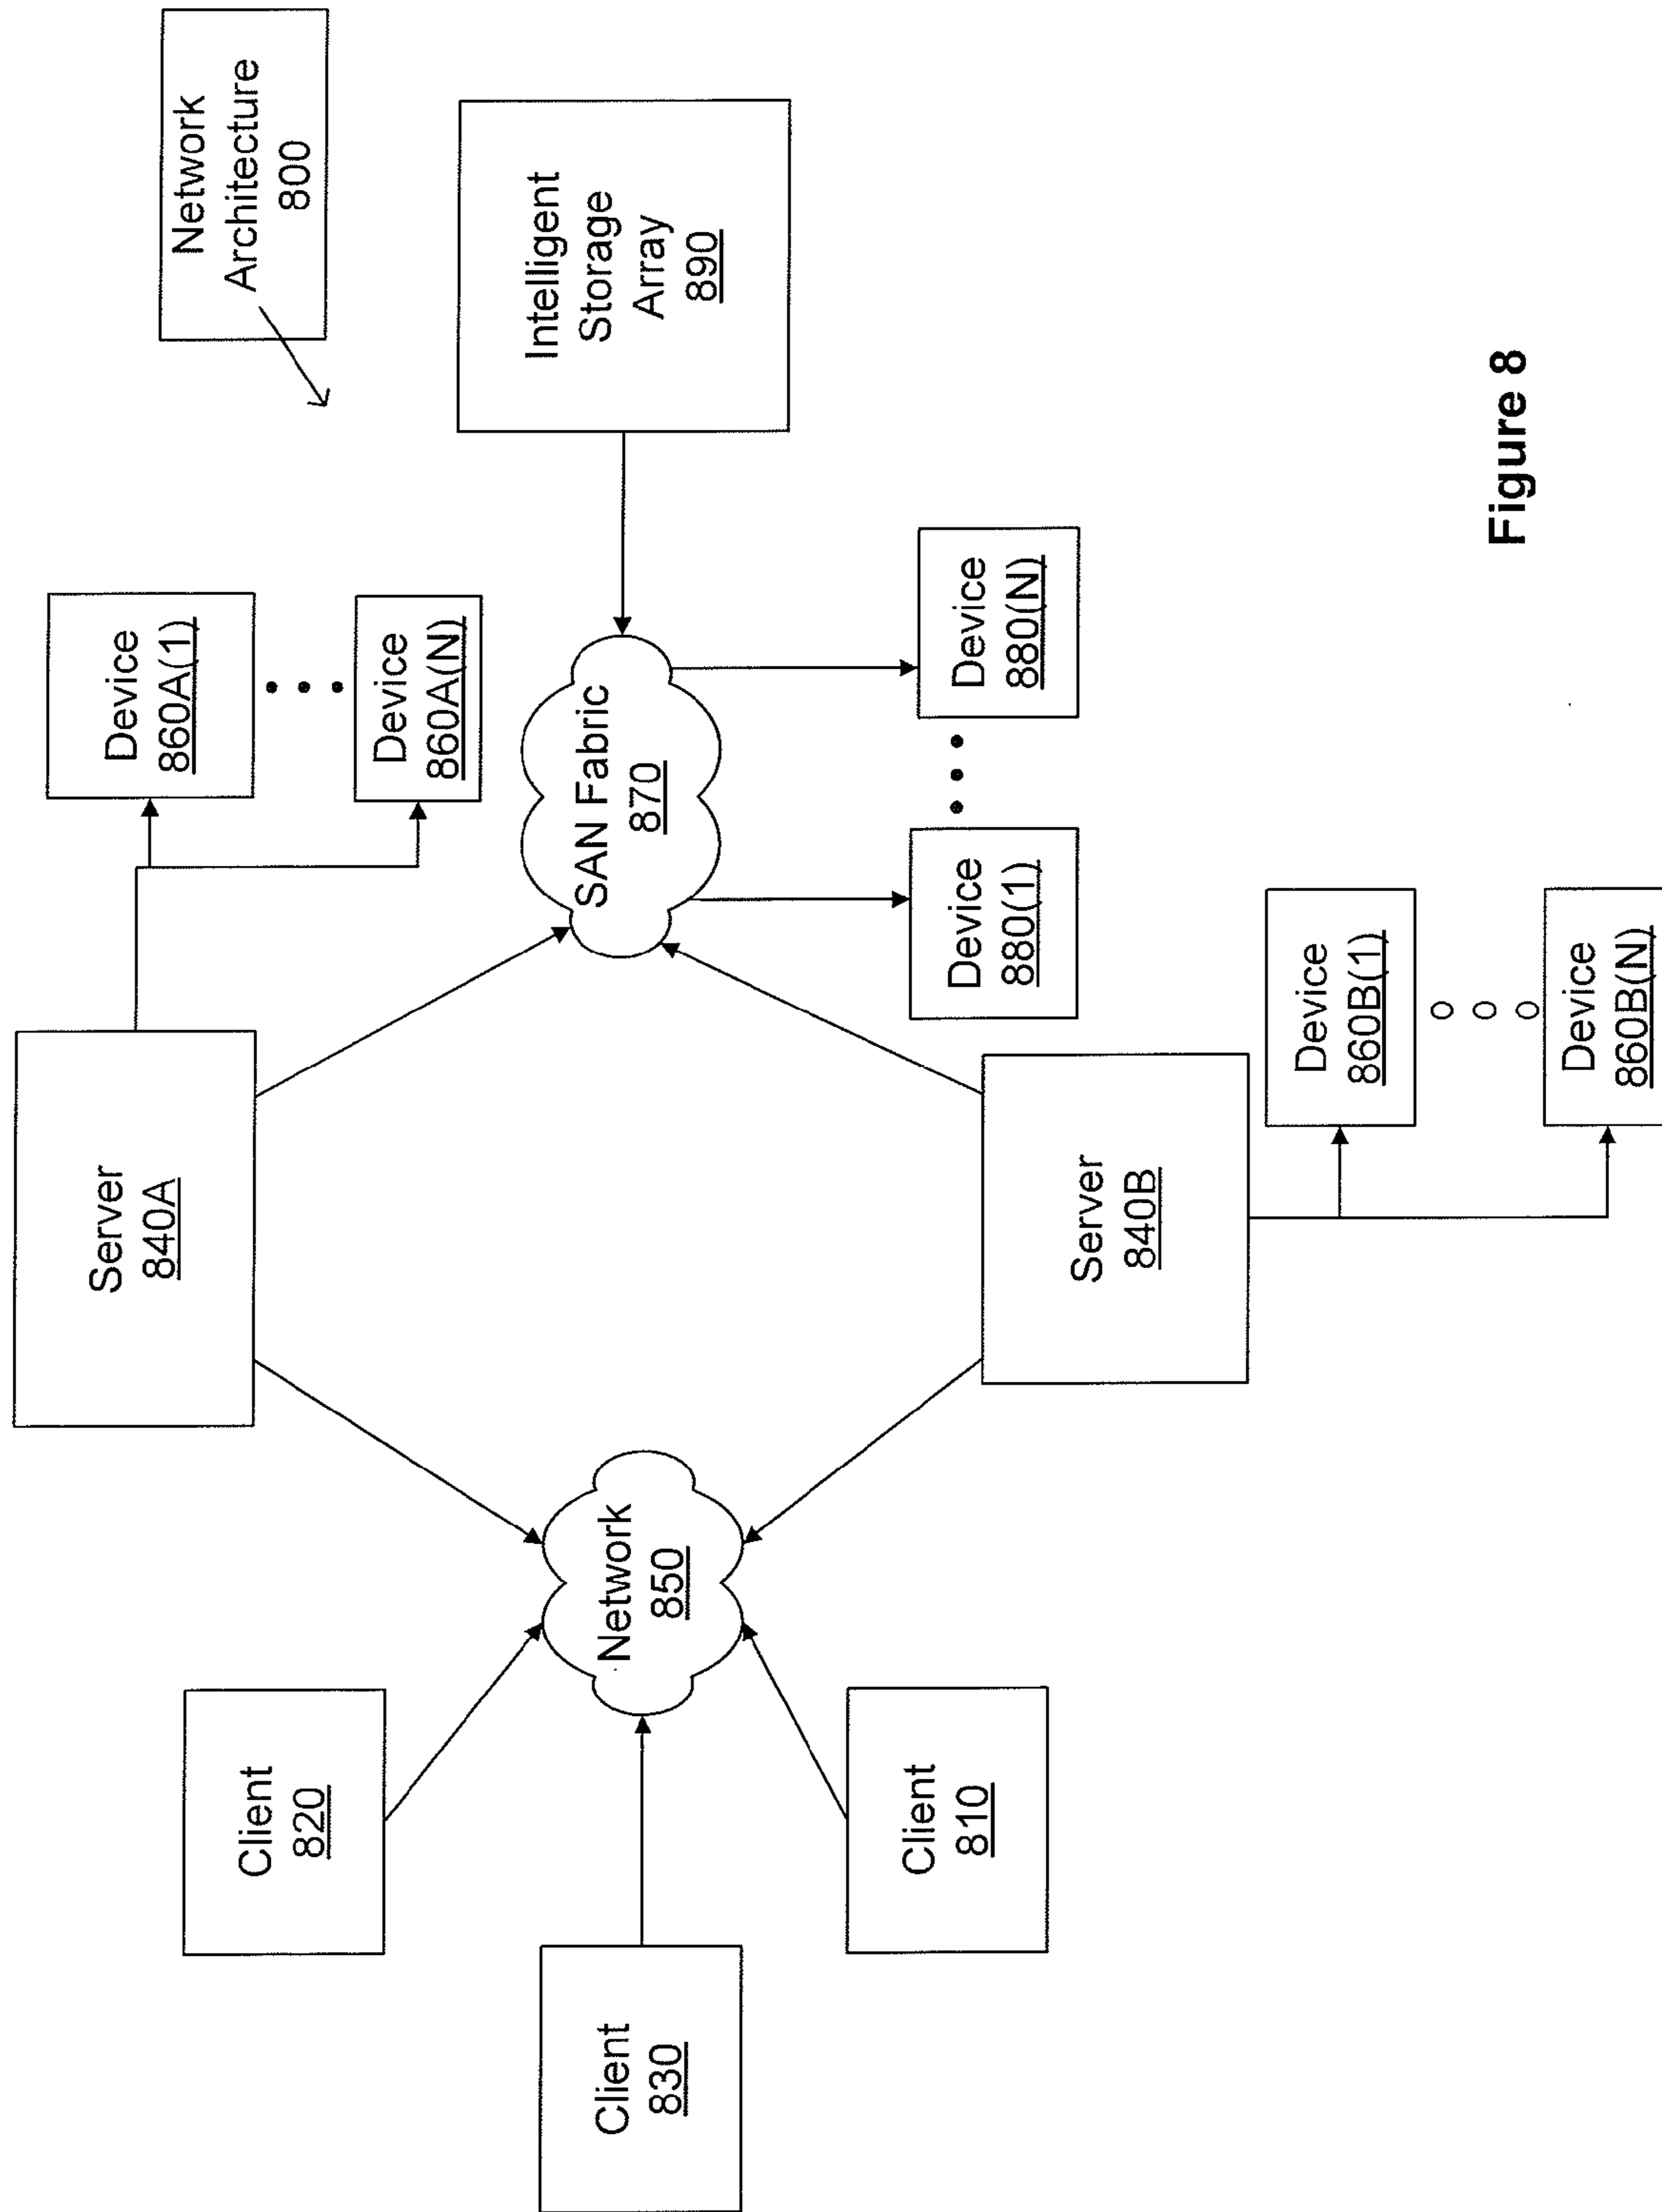 Network
Architecture
800
Device
860A(1)
Device
860A(N)
Server
840A
Client
820
Intelligent
Storage
Array
890
SAN Fabric
870
Network
850
Client
830
Device
880(N)
Device
880(1)
Server
840B
Client
810
Device
860B(1)
Device
860B(N)
Figure 8